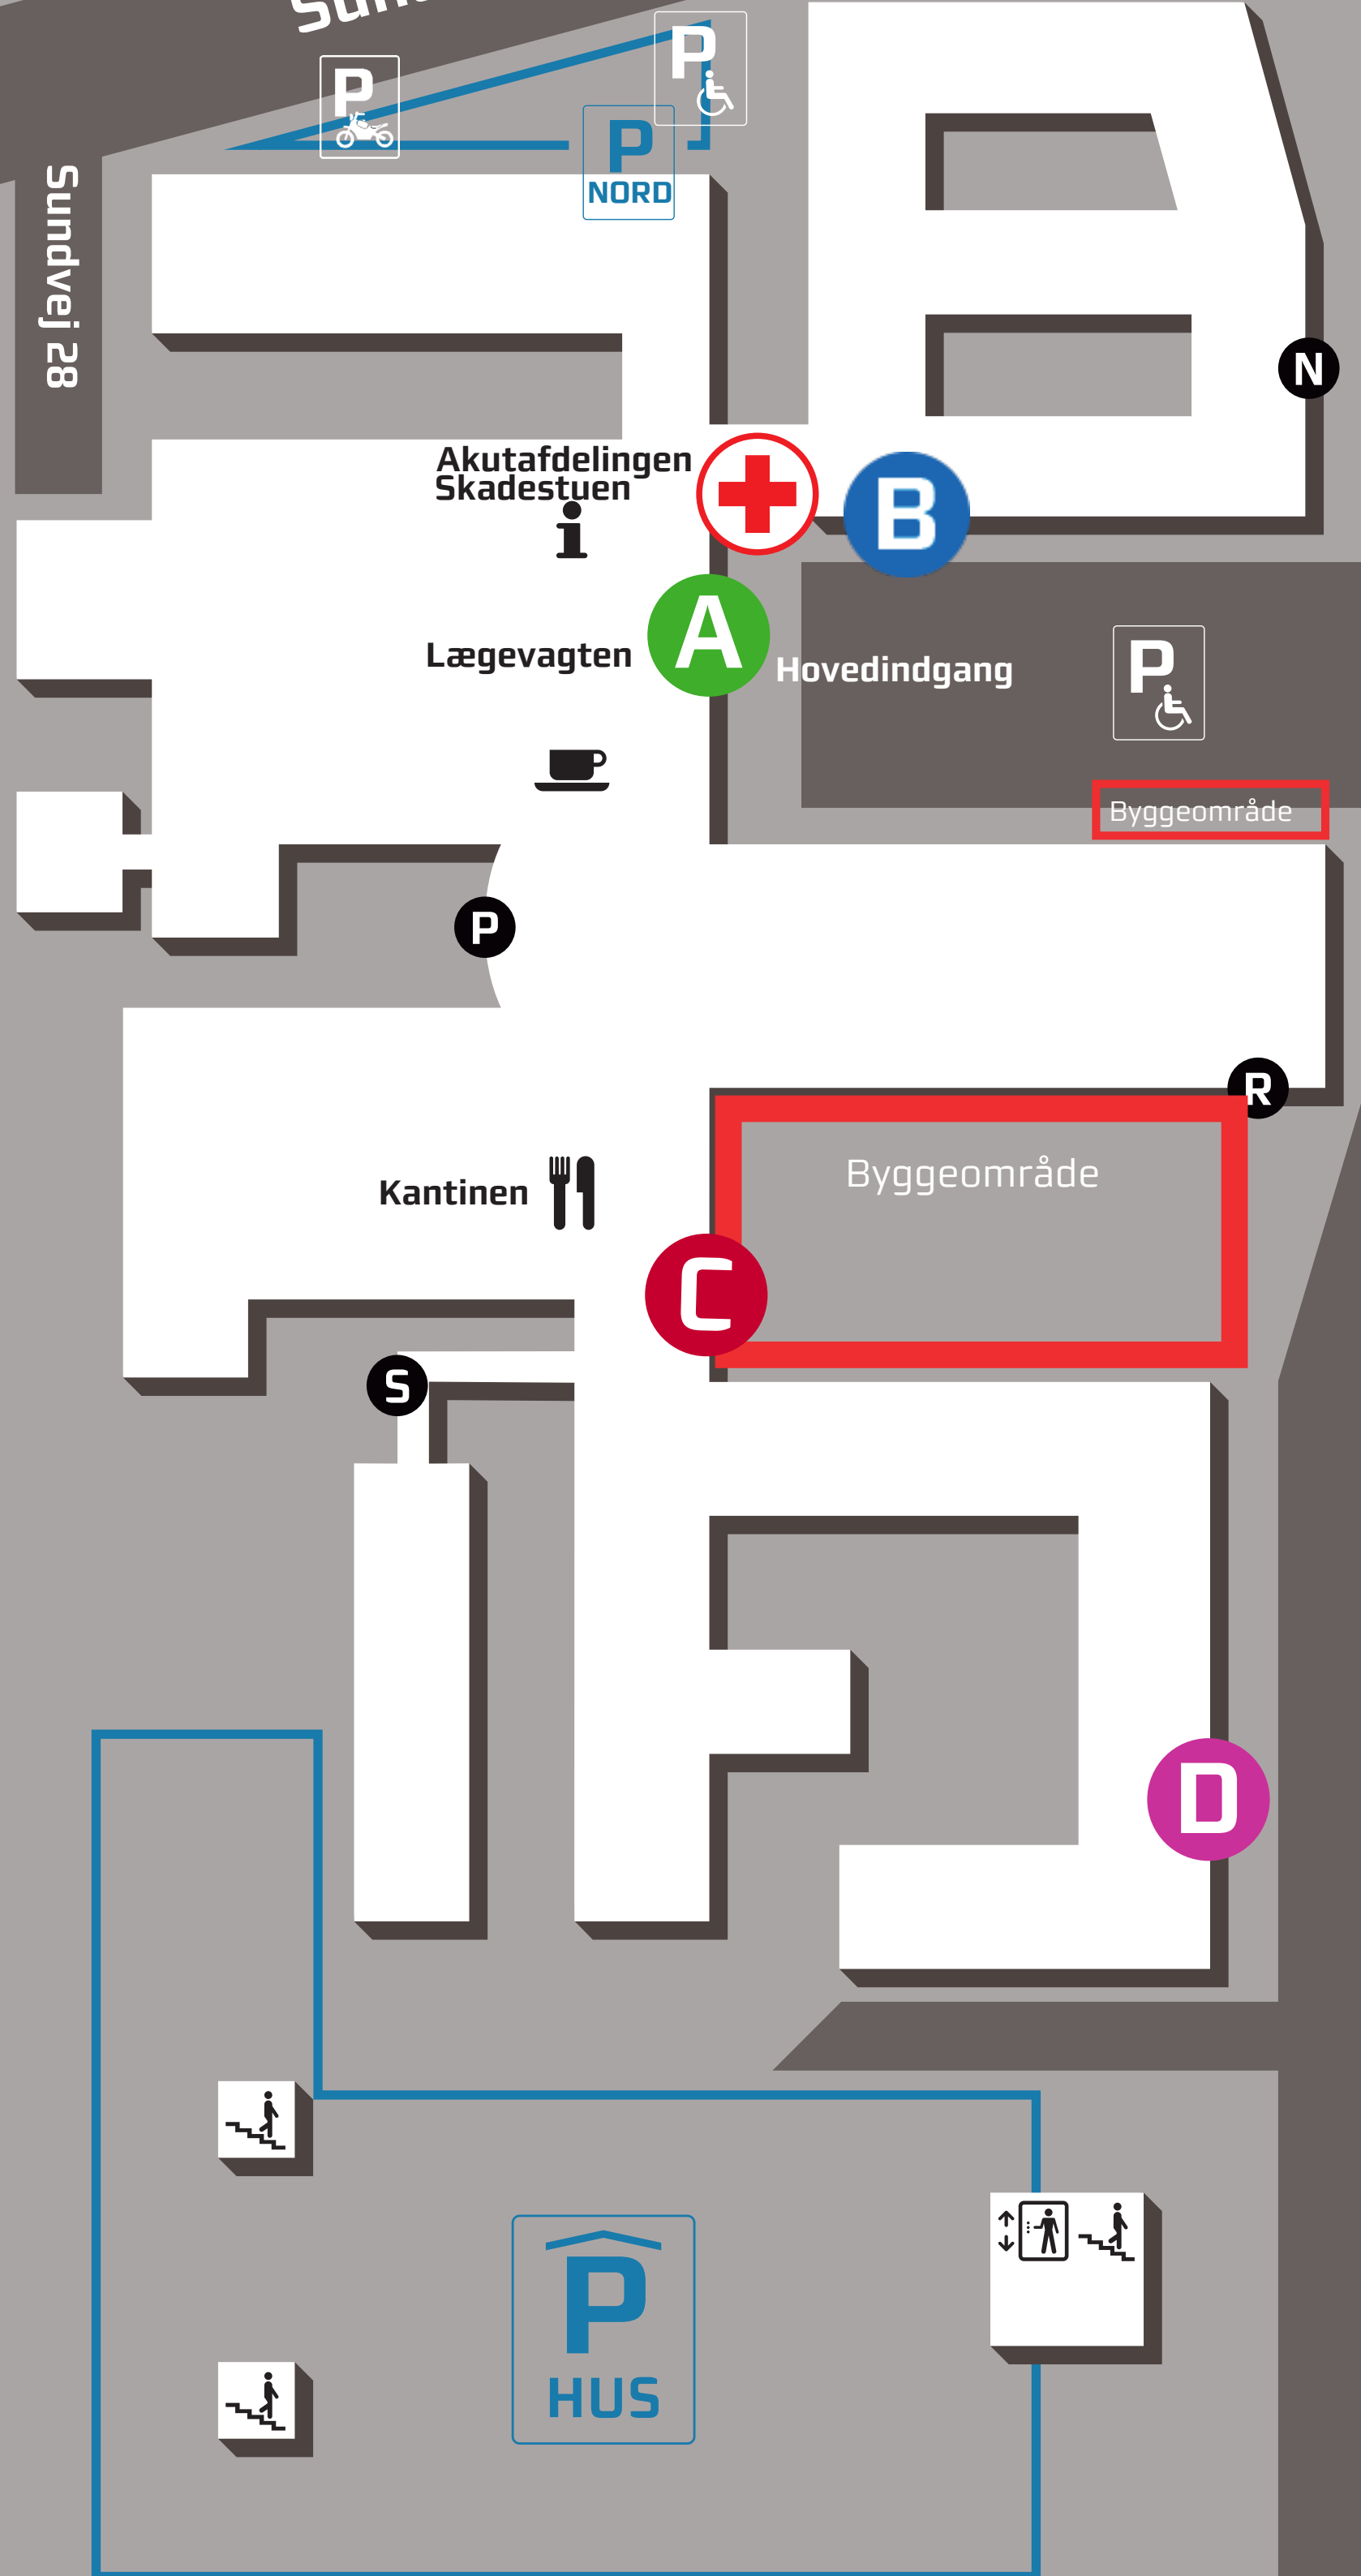 P
P
P
NORD
Sundvej 28
N
Akutafdelingen
Skadestuen
B
A
Lægevagten
Hovedindgang
P
Byggeområde
P
R
Byggeområde
Kantinen
C
S
D
P
HUS